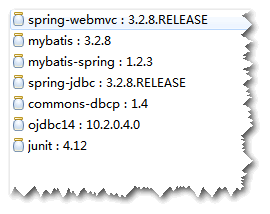 spring-webmvc : 3.2.8.RELEASE
mybatis : 3.2.8
mybatis-spring : 1.2.3
spring-jdbc : 3.2.8.RELEASE
commons-dbcp : 1.4
ojdbc14 : 10.2.0.4.0
junit : 4.12